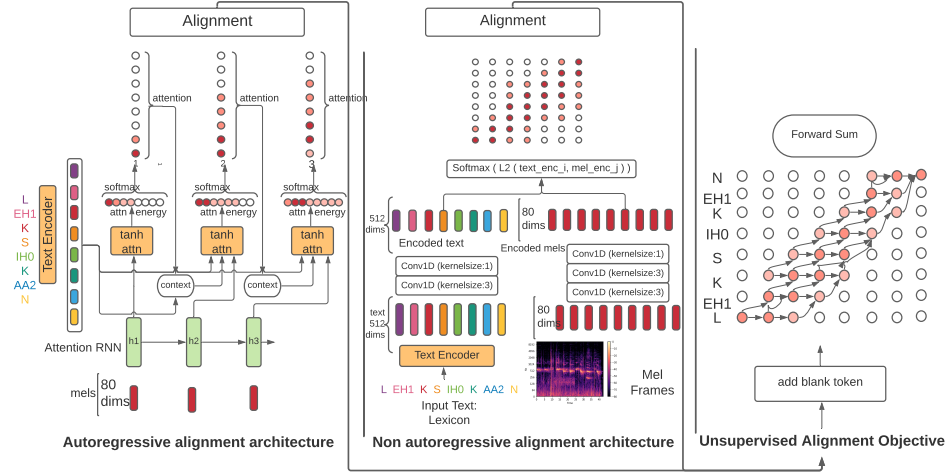 Alignment
attention
attention
attention
1
..
2
3
softmax
softmax
softmax
attn energy
attn energy
attn energy
tanh
attn
tanh
attn
tanh
attn
L
EH1
K
S
IH0
K
AA2
N
Text Encoder
context
context
Attention RNN
h1
h2
h3
mels
80
dims
Autoregressive alignment architecture
Alignment
Softmax ( L2 ( text_enc_i, mel_enc_j ) )
512
dims
Encoded text
80
dims
Encoded mels
Conv1D (kernelsize:1)
Conv1D (kernelsize:3)
Conv1D (kernelsize:1)
Conv1D (kernelsize:3)
Conv1D (kernelsize:3)
text
512
dims
80
dims
Text Encoder
L EH1 K S IH0 K AA2 N
Input Text:
Lexicon
Mel
Frames
Non autoregressive alignment architecture
Forward Sum
N
EH1
K
IH0
S
K
EH1
L
add blank token
Unsupervised Alignment Objective